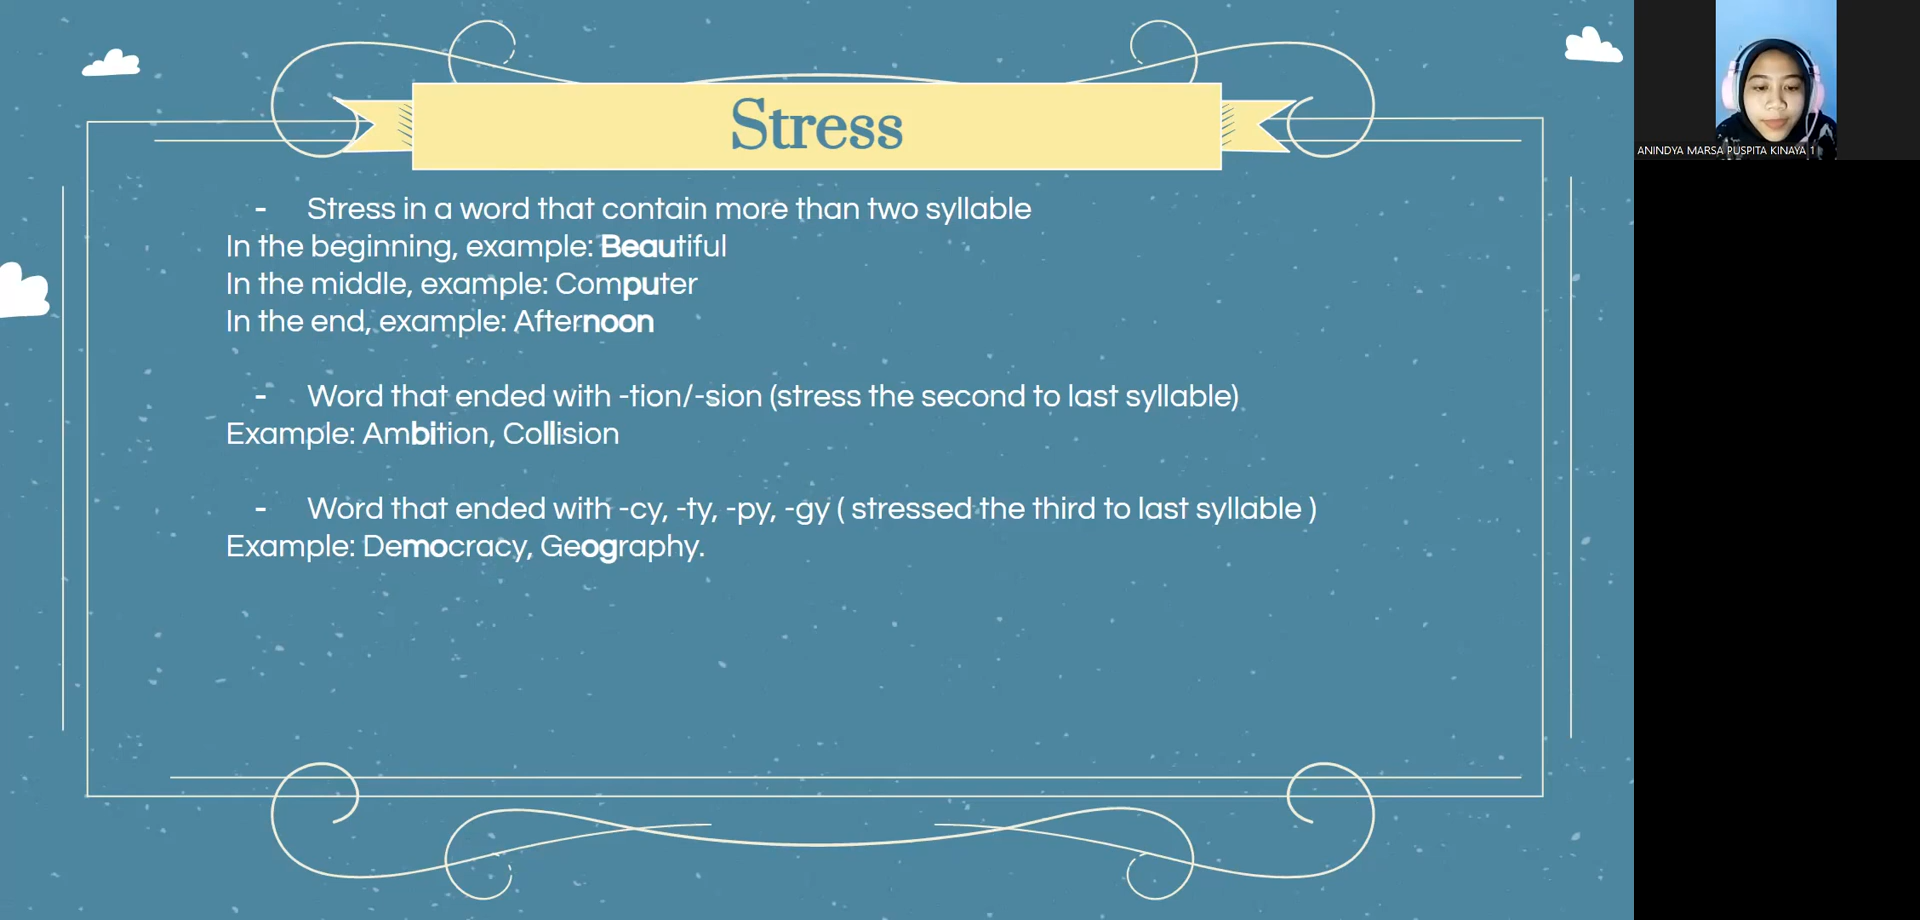 Stress
- Stress in a word that contain more than two syllable
In the beginning, example: Beautiful
In the middle, example: Computer
In the end, example: Afternoon
- Word that ended with -tion/-sion (stress the second to last syllable)
Example: Ambition, Collision
- Word that ended with -cy, -ty, -py, -gy ( stressed the third to last syllable )
Example: Democracy, Geography.
ANINDYA MARSA PUSPITA KINAYA 1